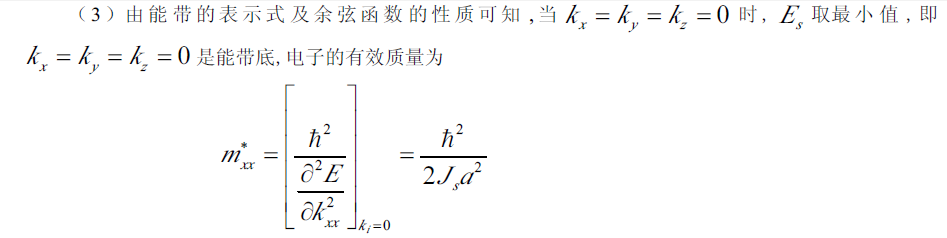 （3）由能带的表示式及余弦函数的性质可知,当 $k_x = k_y = k_z = 0$ 时, $E_s$ 取最小值,即
$k_x = k_y = k_z = 0$ 是能带底,电子的有效质量为
$m_{xx}^* = \left[ \frac{\hbar^2}{\frac{\partial^2 E}{\partial k_{xx}^2}} \right]_{k_i=0} = \frac{\hbar^2}{2J_s a^2}$